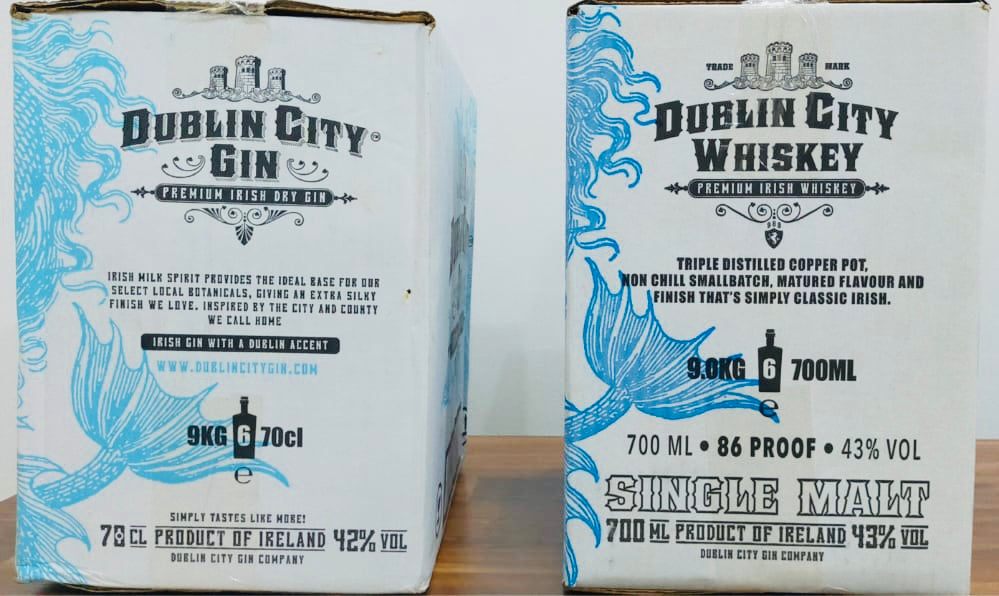 DUBLIN CITY
GIN
PREMIUM IRISH DRY GIN
IRISH MILK SPIRIT PROVIDES THE IDEAL BASE FOR OUR
SELECT LOCAL BOTANICALS, GIVING AN EXTRA SILKY
FINISH WE LOVE. INSPIRED BY THE CITY AND COUNTY
WE CALL HOME
IRISH GIN WITH A DUBLIN ACCENT
WWW.DUBLINCITYGIN.COM
9KG 6 70cl
e
SIMPLY TASTES LIKE MORE!
70 CL PRODUCT OF IRELAND 42% VOL
DUBLIN CITY GIN COMPANY
TRADE MARK
DUBLIN CITY
WHISKEY
PREMIUM IRISH WHISKEY
TRIPLE DISTILLED COPPER POT,
NON CHILL SMALLBATCH, MATURED FLAVOUR AND
FINISH THAT'S SIMPLY CLASSIC IRISH.
9.0KG 6 700ML
e
700 ML • 86 PROOF • 43% VOL
SINGLE MALT
700 ML PRODUCT OF IRELAND 43% VOL
DUBLIN CITY GIN COMPANY